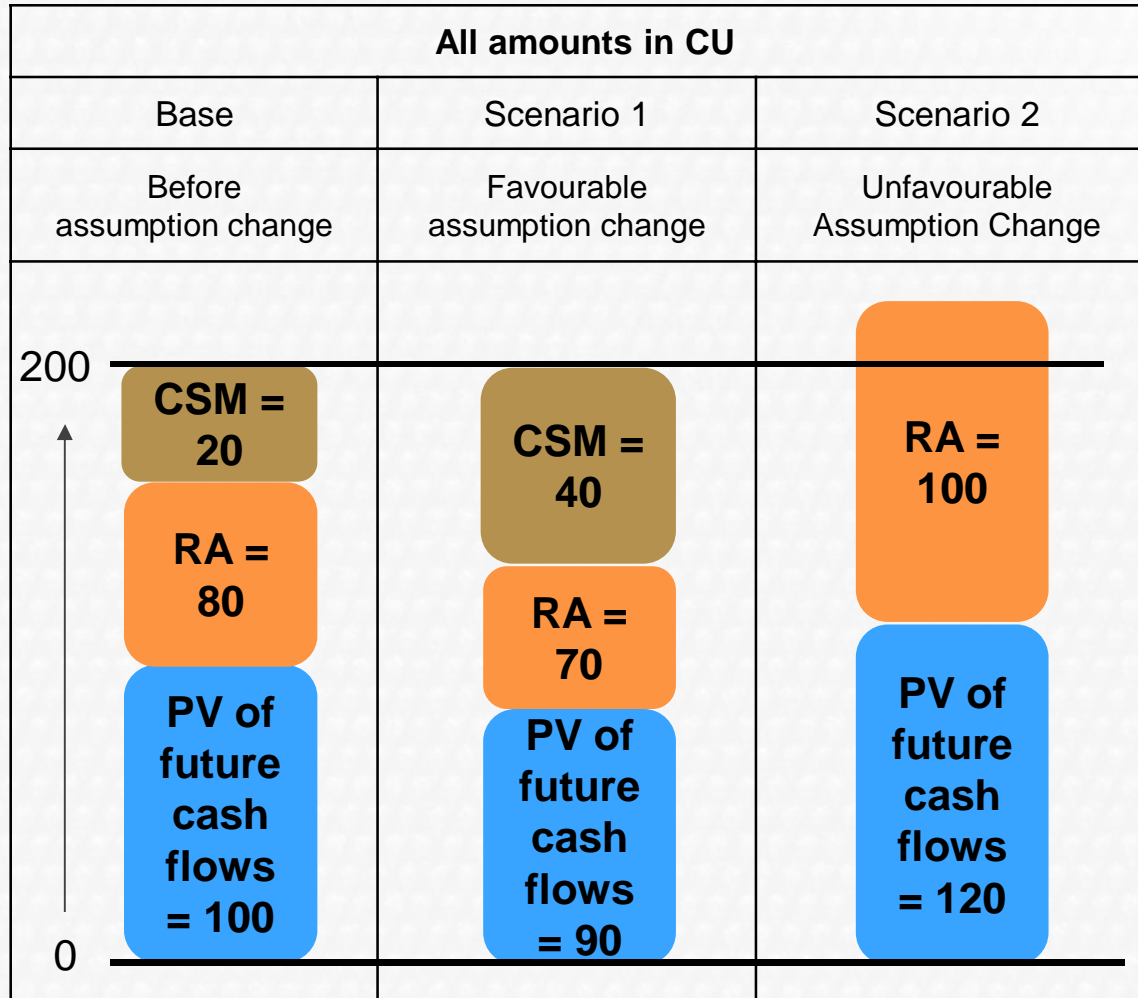 All amounts in CU
Base
Scenario 1
Scenario 2
Before
assumption change
Favourable
assumption change
Unfavourable
Assumption Change
200
0
CSM =
20
RA =
80
PV of
future
cash
flows
= 100
CSM =
40
RA =
70
PV of
future
cash
flows
= 90
RA =
100
PV of
future
cash
flows
= 120